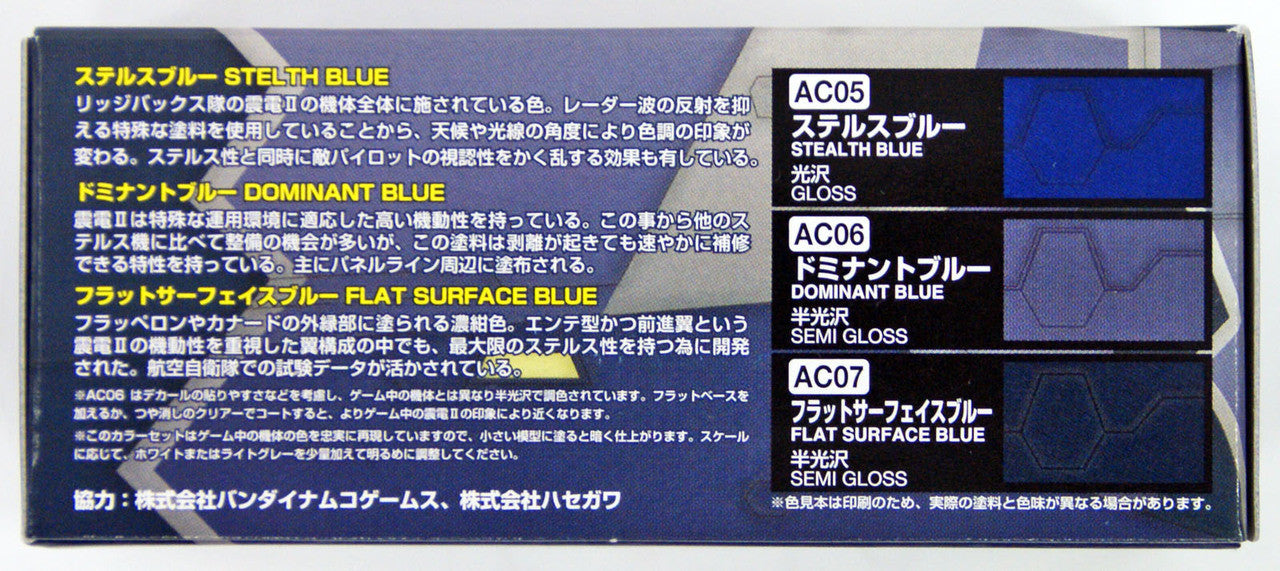 ステルスブルー STELTH BLUE
リッジバックス隊の震電Ⅱの機体全体に施されている色。レーダー波の反射を抑
える特殊な塗料を使用していることから、天候や光線の角度により色調の印象が
変わる。ステルス性と同時に敵パイロットの視認性をかく乱する効果も有している。
ドミナントブルー DOMINANT BLUE
震電Ⅱは特殊な運用環境に適応した高い機動性を持っている。この事から他のス
テルス機に比べて整備の機会が多いが、この塗料は剥離が起きても速やかに補修
できる特性を持っている。主にパネルライン周辺に塗布される。
フラットサーフェイスブルー FLAT SURFACE BLUE
フラッペロンやカナードの外縁部に塗られる濃紺色。エンテ型かつ前進翼という
震電Ⅱの機動性を重視した翼構成の中でも、最大限のステルス性を持つ為に開発
された。航空自衛隊での試験データが活かされている。
※AC06 はデカールの貼りやすさなどを考慮し、ゲーム中の機体とは異なり半光沢で調色されています。フラットベースを
加えるか、つや消しのクリアーでコートすると、よりゲーム中の震電Ⅱの印象により近くなります。
※このカラーセットはゲーム中の機体の色を忠実に再現していますので、小さい模型に塗ると暗く仕上がります。スケール
に応じて、ホワイトまたはライトグレーを少量加えて明るめに調整してください。
協力：株式会社バンダイナムコゲームス、株式会社ハセガワ
AC05
ステルスブルー
STEALTH BLUE
光沢
GLOSS
AC06
ドミナントブルー
DOMINANT BLUE
半光沢
SEMI GLOSS
AC07
フラットサーフェイスブルー
FLAT SURFACE BLUE
半光沢
SEMI GLOSS
※色見本は印刷のため、実際の塗料と色味が異なる場合があります。